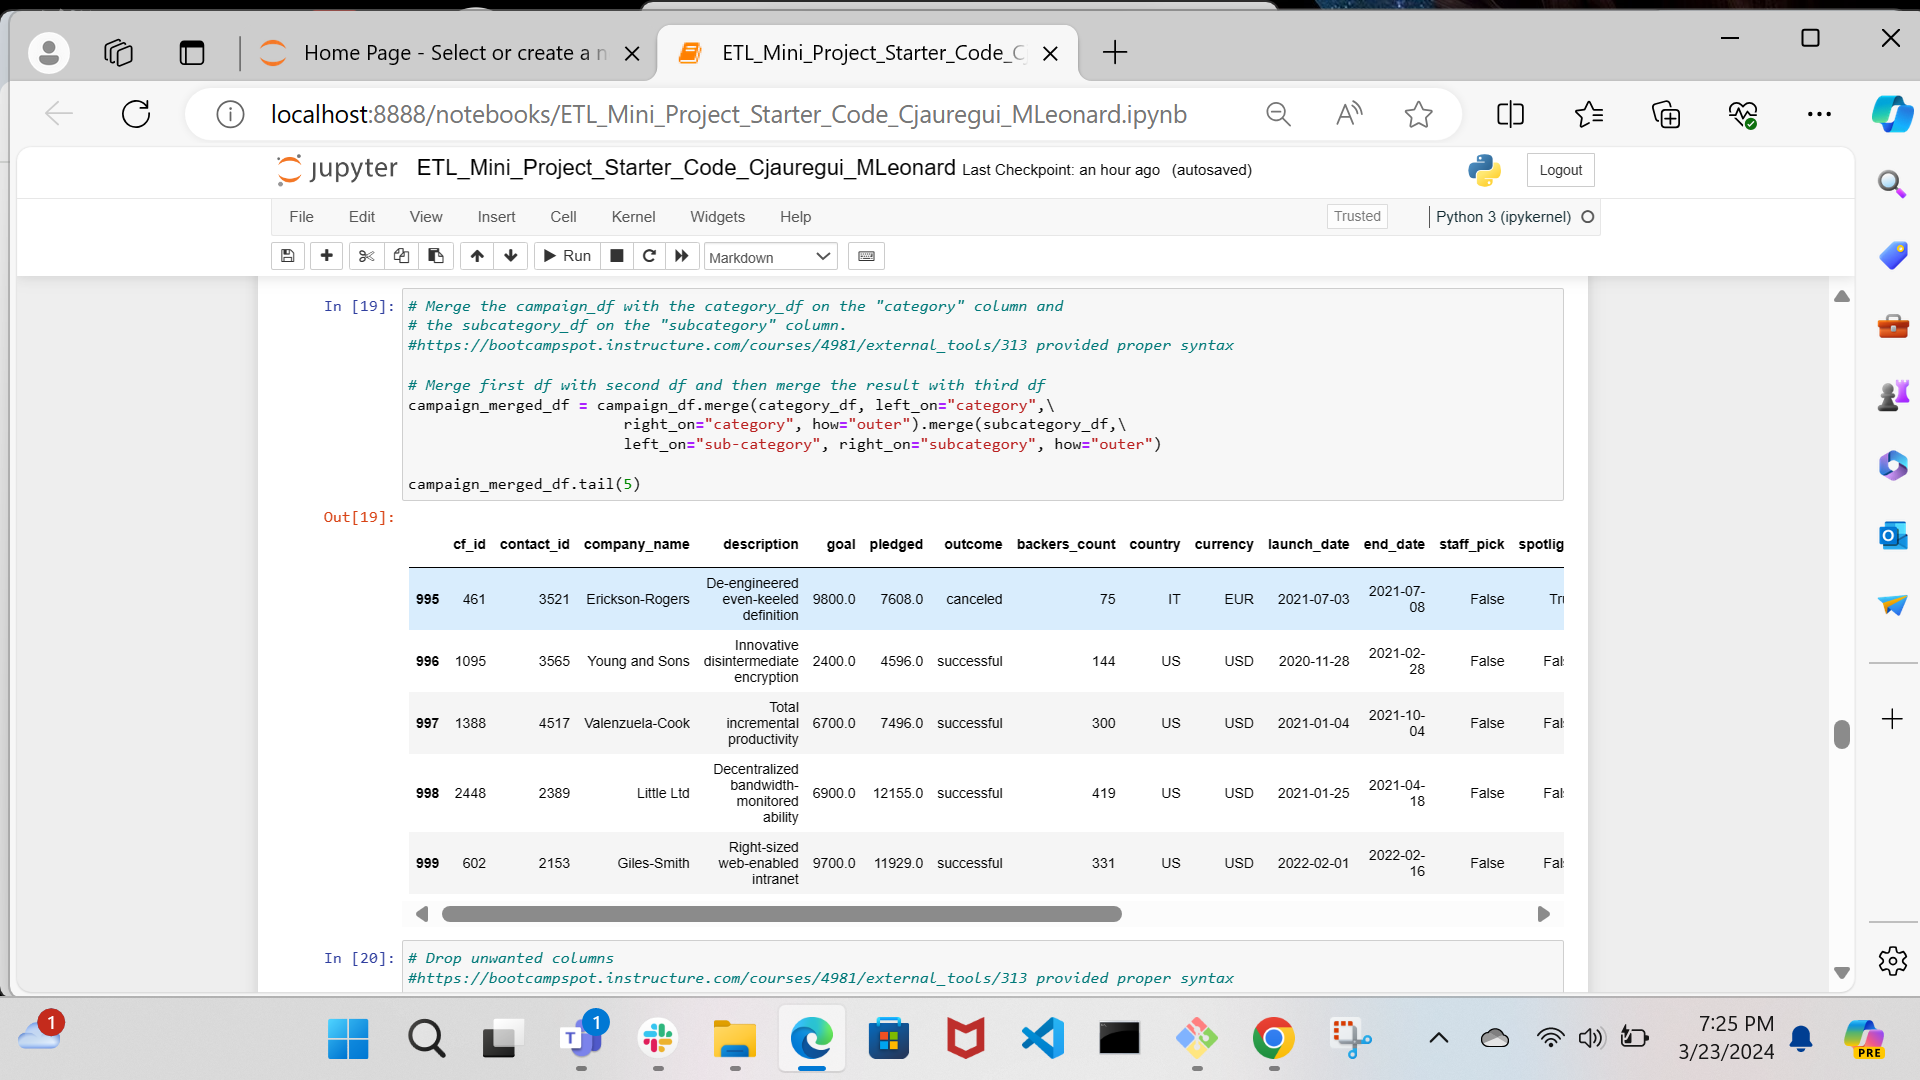 Home Page - Select or create a n
ETL_Mini_Project_Starter_Code_C
localhost:8888/notebooks/ETL_Mini_Project_Starter_Code_Cjauregui_MLeonard.ipynb
jupyter ETL_Mini_Project_Starter_Code_Cjauregui_MLeonard Last Checkpoint: an hour ago (autosaved) Logout
File Edit View Insert Cell Kernel Widgets Help Trusted Python 3 (ipykernel)
Run Markdown
In [19]: # Merge the campaign_df with the category_df on the "category" column and
# the subcategory_df on the "subcategory" column.
#https://bootcampspot.instructure.com/courses/4981/external_tools/313 provided proper syntax
# Merge first df with second df and then merge the result with third df
campaign_merged_df = campaign_df.merge(category_df, left_on="category",\
right_on="category", how="outer").merge(subcategory_df,\
left_on="sub-category", right_on="subcategory", how="outer")
campaign_merged_df.tail(5)
Out[19]:
cf_id contact_id company_name description goal pledged outcome backers_count country currency launch_date end_date staff_pick spotlig
995 461 3521 Erickson-Rogers De-engineered even-keeled definition 9800.0 7608.0 canceled 75 IT EUR 2021-07-03 2021-07-08 False Tru
996 1095 3565 Young and Sons Innovative disintermediate encryption 2400.0 4596.0 successful 144 US USD 2020-11-28 2021-02-28 False Fals
997 1388 4517 Valenzuela-Cook Total incremental productivity 6700.0 7496.0 successful 300 US USD 2021-01-04 2021-10-04 False Fals
998 2448 2389 Little Ltd Decentralized bandwidth-monitored ability 6900.0 12155.0 successful 419 US USD 2021-01-25 2021-04-18 False Fals
999 602 2153 Giles-Smith Right-sized web-enabled intranet 9700.0 11929.0 successful 331 US USD 2022-02-01 2022-02-16 False Fals
In [20]: # Drop unwanted columns
#https://bootcampspot.instructure.com/courses/4981/external_tools/313 provided proper syntax
1
1
7:25 PM
3/23/2024
PRE